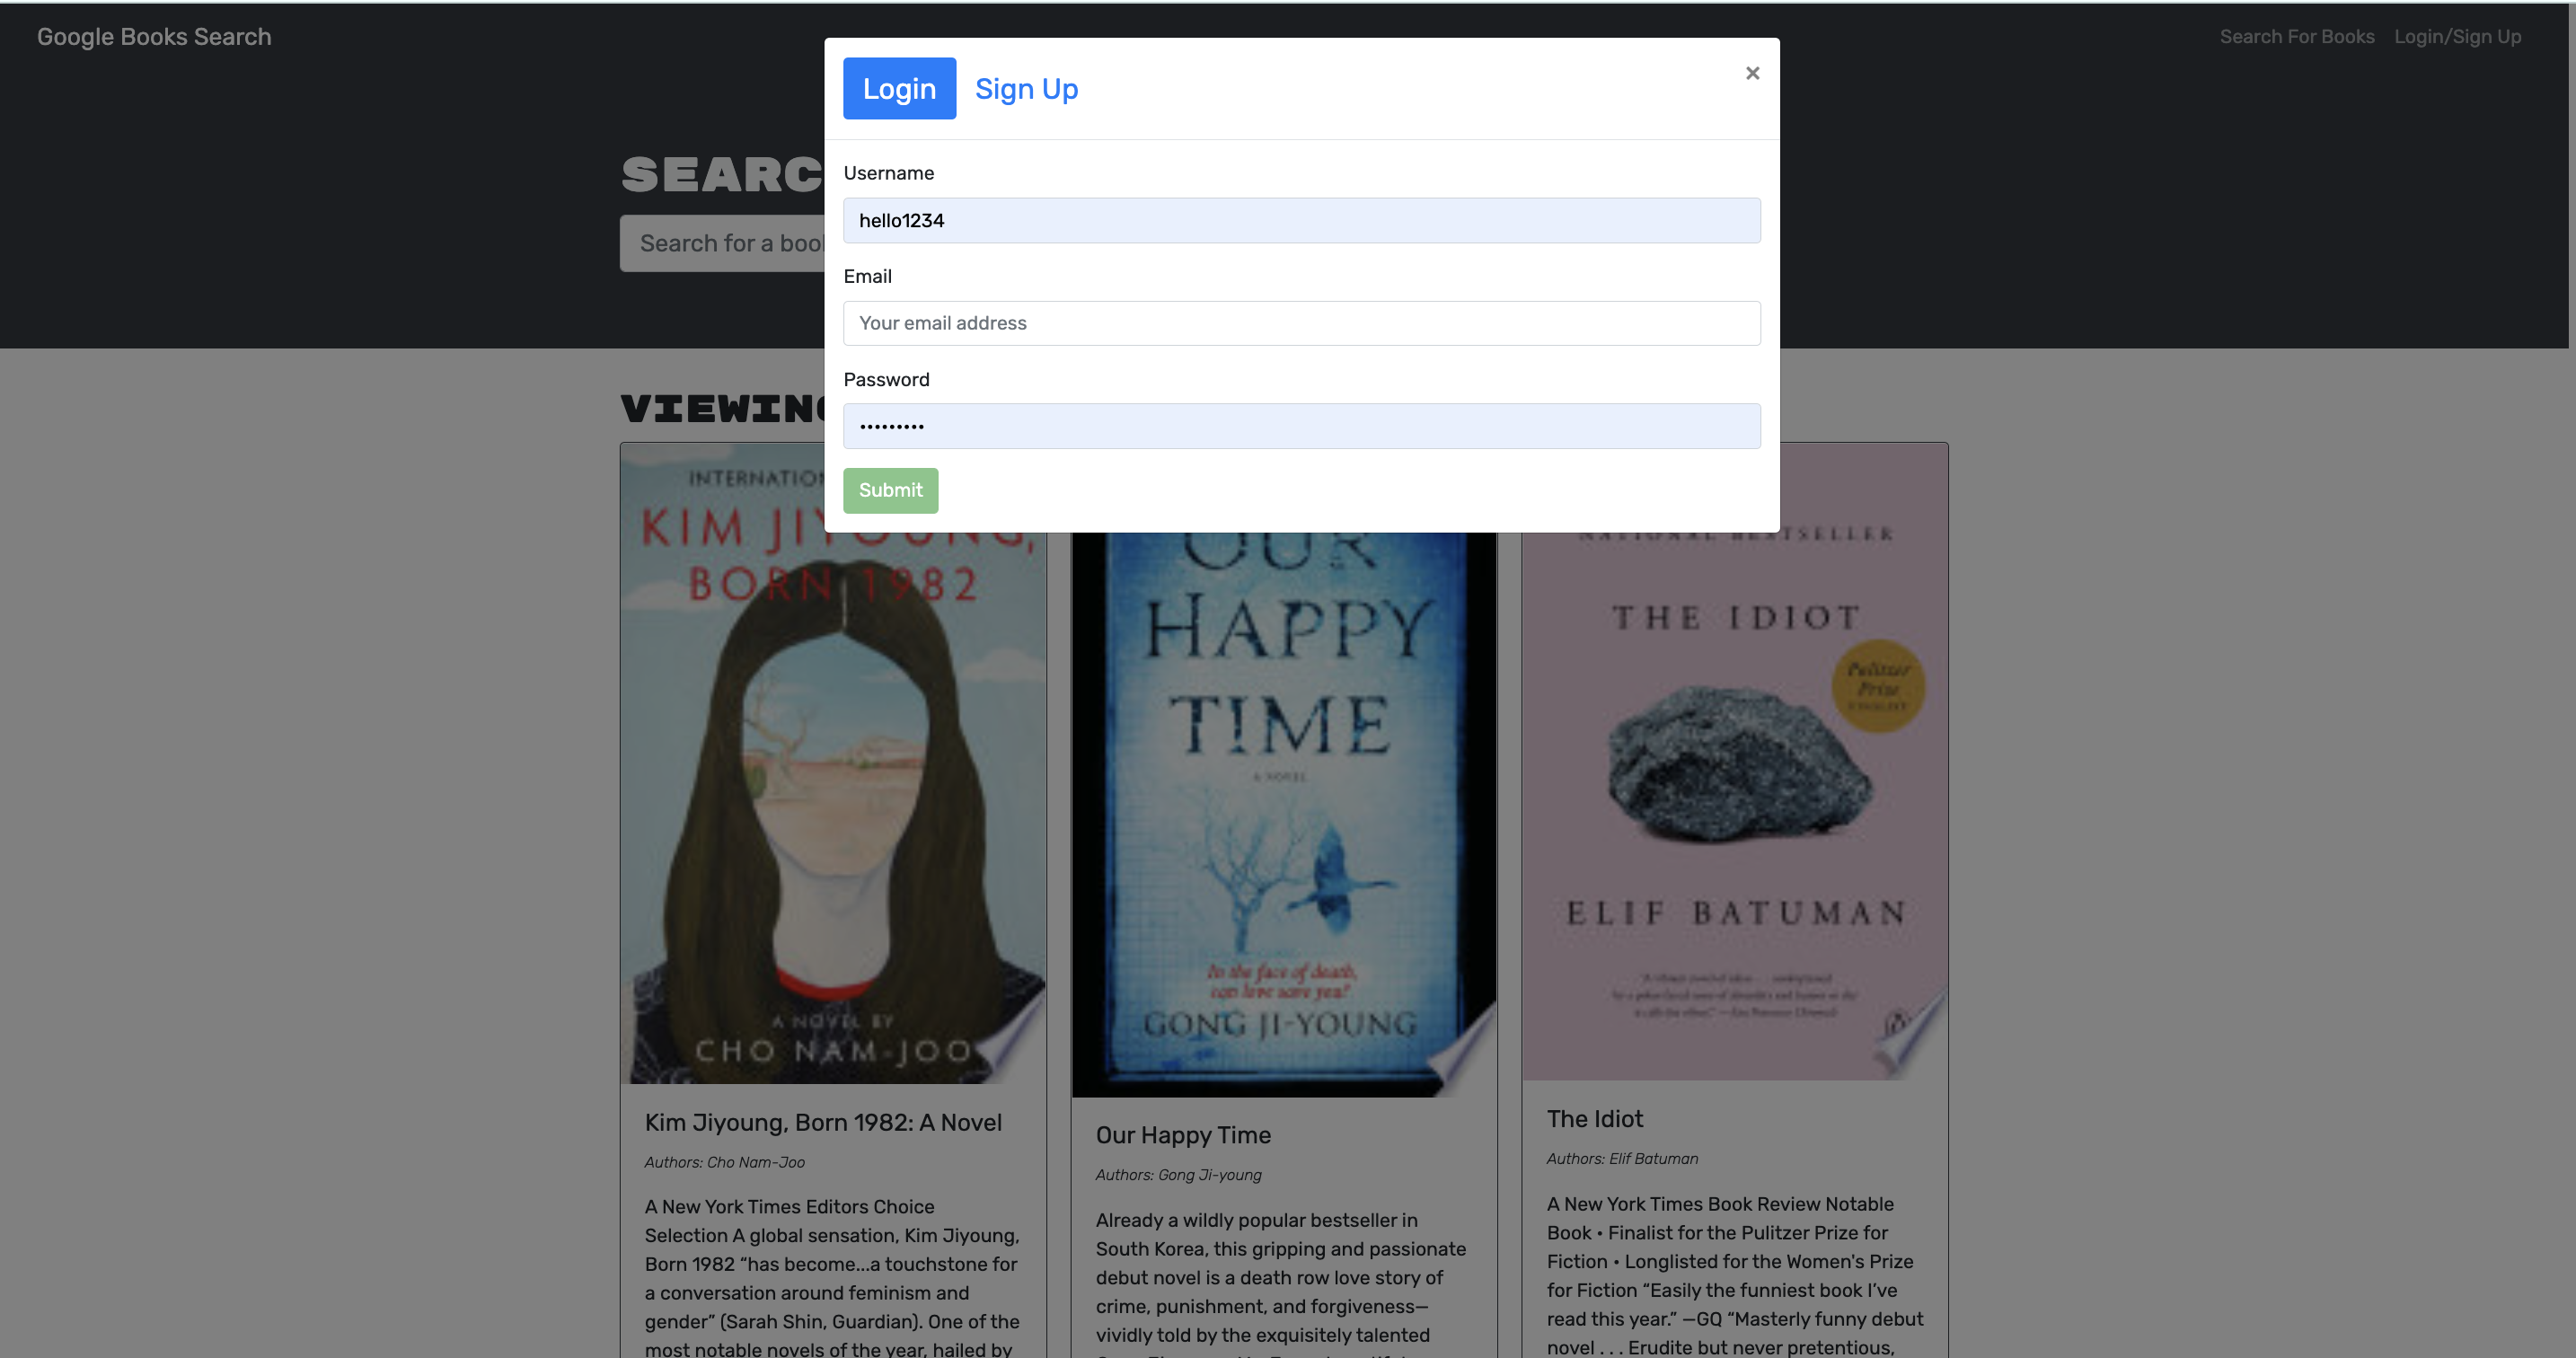 Google Books Search
Search For Books Login/Sign Up
Login Sign Up ×
Username
hello1234
Email
Your email address
Password
•••••••••
Submit
SEARC
Search for a boo
VIEWING
INTERNATION
KIM JIYOUNG,
BORN 1982
A NOVEL BY
CHO NAM-JOO
Kim Jiyoung, Born 1982: A Novel
Authors: Cho Nam-Joo
A New York Times Editors Choice
Selection A global sensation, Kim Jiyoung,
Born 1982 “has become...a touchstone for
a conversation around feminism and
gender” (Sarah Shin, Guardian). One of the
most notable novels of the year, hailed by
OUR
HAPPY
TIME
A NOVEL
In the face of death,
can love save you?
GONG JI-YOUNG
Our Happy Time
Authors: Gong Ji-young
Already a wildly popular bestseller in
South Korea, this gripping and passionate
debut novel is a death row love story of
crime, punishment, and forgiveness—
vividly told by the exquisitely talented
NATIONAL BESTSELLER
THE IDIOT
Pulitzer
Prize
FINALIST
ELIF BATUMAN
The Idiot
Authors: Elif Batuman
A New York Times Book Review Notable
Book • Finalist for the Pulitzer Prize for
Fiction • Longlisted for the Women's Prize
for Fiction “Easily the funniest book I’ve
read this year.” —GQ “Masterly funny debut
novel . . . Erudite but never pretentious,